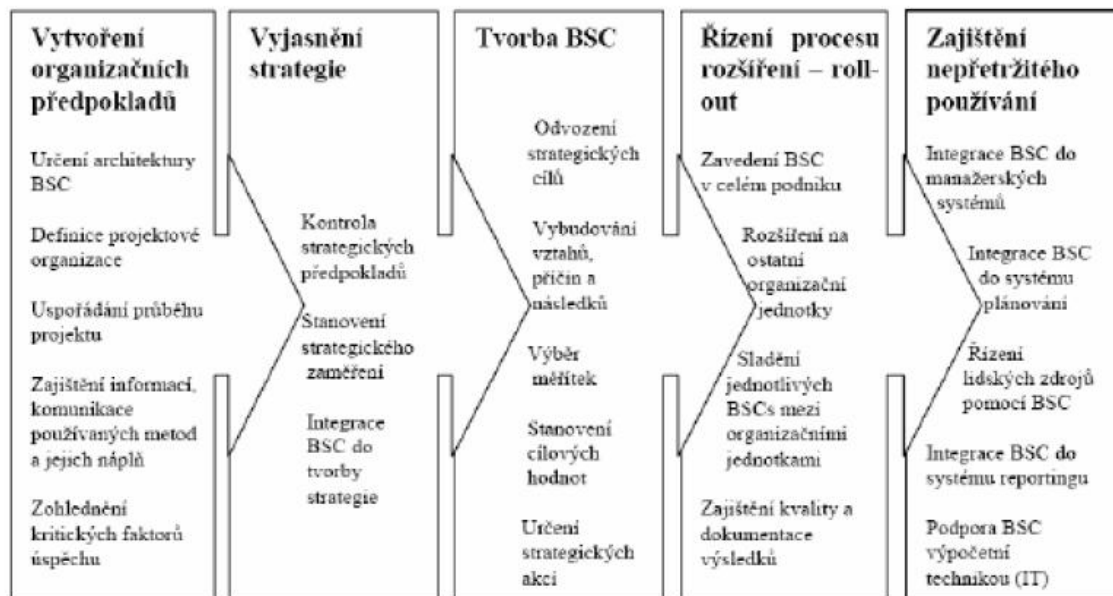 Vytvoření
organizačních
předpokladů
Určení architektury
BSC
Definice projektové
organizace
Uspořádání průběhu
projektu
Zajištění informací,
komunikace
používaných metod
a jejich náplň
Zohlednění
kritických faktorů
úspěchu
Vyjasnění
strategie
Kontrola
strategických
předpokladů
Stanovení
strategického
zaměření
Integrace
BSC do
tvorby
strategie
Tvorba BSC
Odvození
strategických
cílů
Vybudování
vztahů,
příčin a
následků
Výběr
měřítek
Stanovení
cílových
hodnot
Určení
strategických
akcí
Řízení procesu
rozšíření – roll-
out
Zavedení BSC
v celém podniku
Rozšíření na
ostatní
organizační
jednotky
Sladění
jednotlivých
BSCs mezi
organizačními
jednotkami
Zajištění kvality a
dokumentace
výsledků
Zajištění
nepřetržitého
používání
Integrace BSC do
manažerských
systémů
Integrace BSC
do systému
plánování
Řízení
lidských zdrojů
pomocí BSC
Integrace BSC do
systému reportingu
Podpora BSC
výpočetní
technikou (IT)